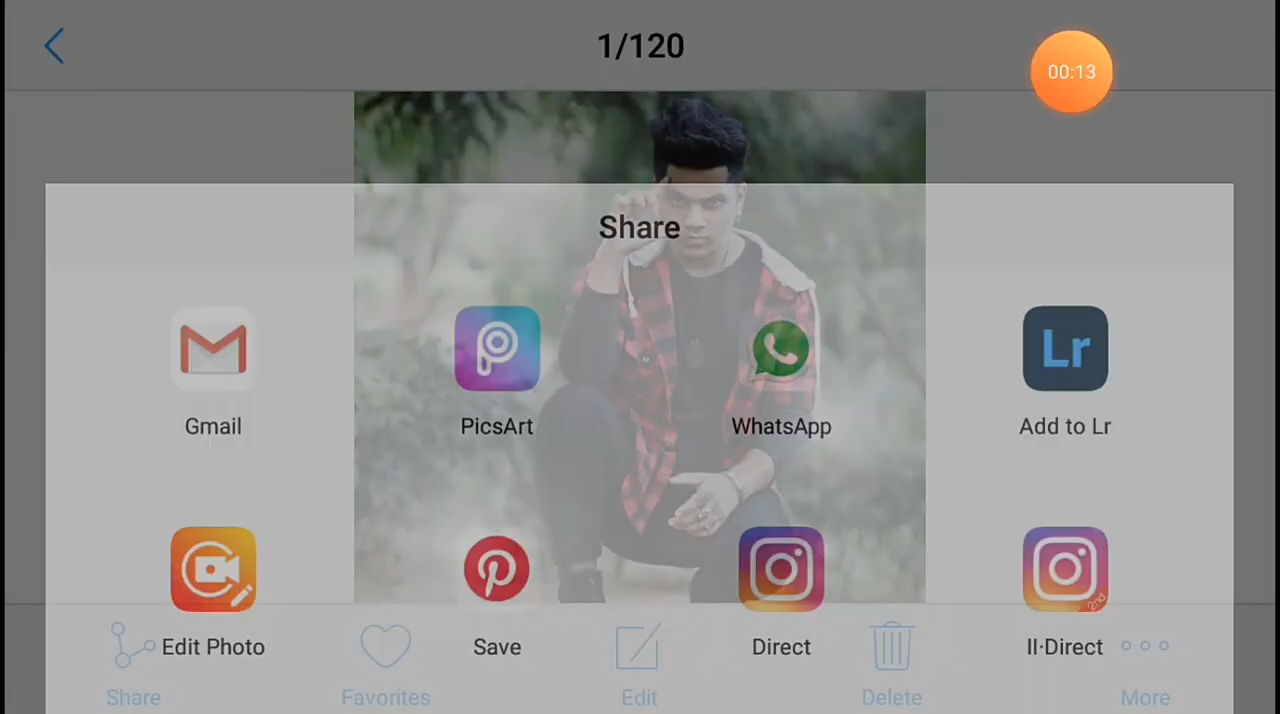 1/120
00:13
Share
Gmail
PicsArt
WhatsApp
Lr
Add to Lr
2nd
Edit Photo
Save
Direct
II·Direct
Share
Favorites
Edit
Delete
More